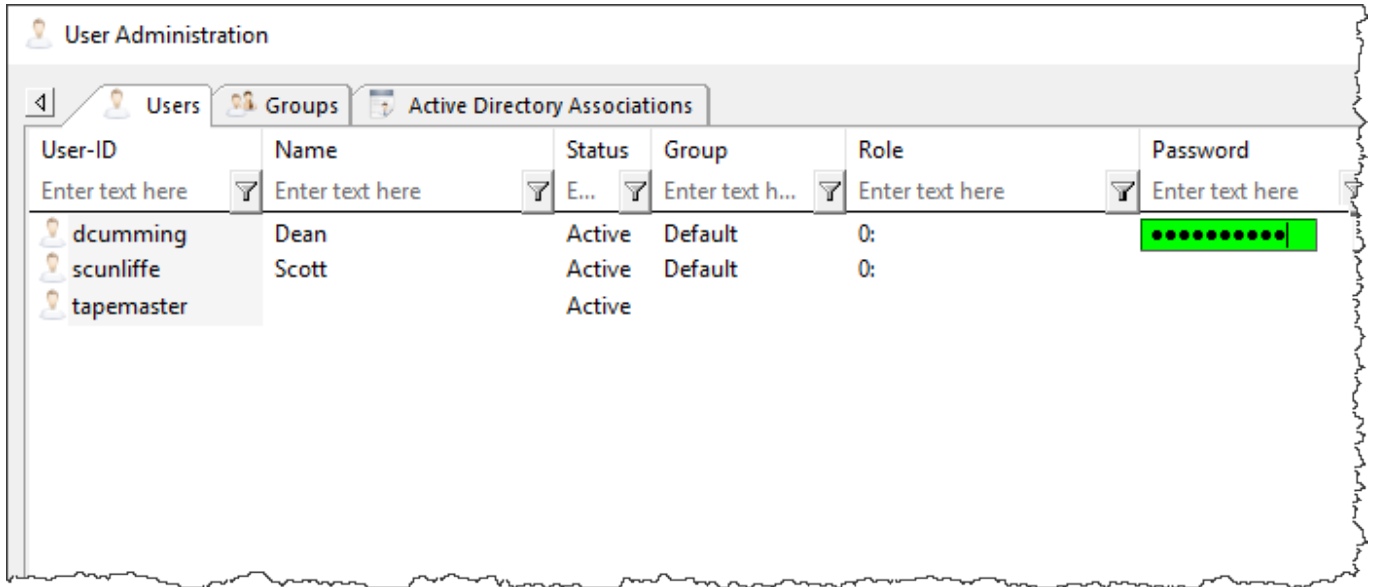 User Administration
Users Groups Active Directory Associations
User-ID Name Status Group Role Password
Enter text here Enter text here E... Enter text h... Enter text here Enter text here
dcumming Dean Active Default 0: ●●●●●●●●●●
scunliffe Scott Active Default 0:
tapemaster Active